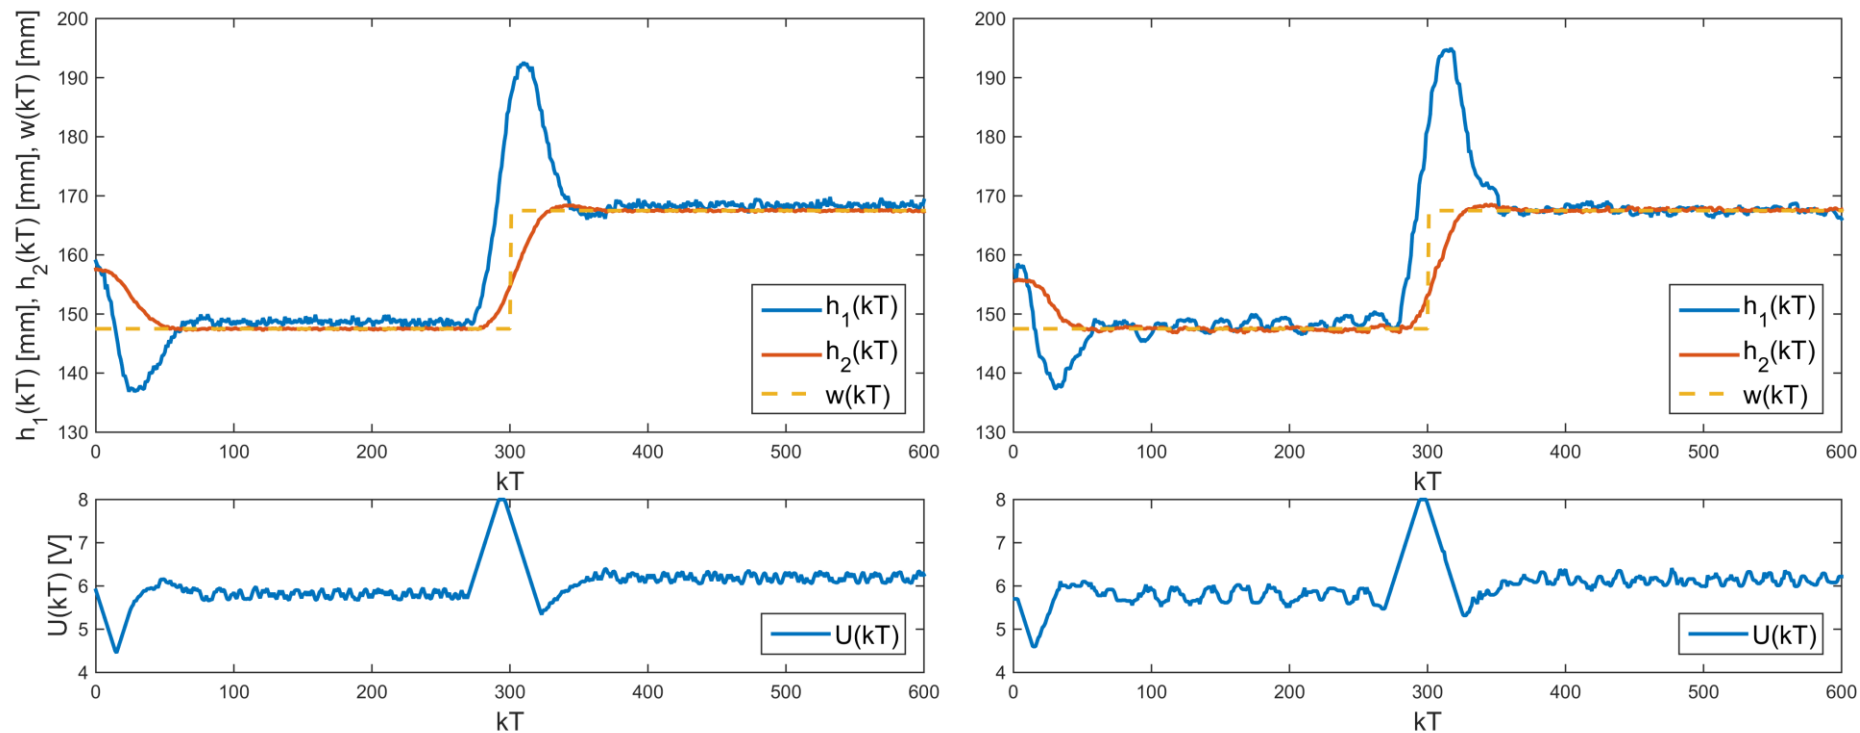 h₁(kT) [mm], h₂(kT) [mm], w(kT) [mm]
200
190
180
170
160
150
140
130
0 100 200 300 400 500 600
kT
h₁(kT)
h₂(kT)
w(kT)
200
190
180
170
160
150
140
130
0 100 200 300 400 500 600
kT
h₁(kT)
h₂(kT)
w(kT)
U(kT) [V]
8
7
6
5
4
0 100 200 300 400 500 600
kT
U(kT)
8
7
6
5
4
0 100 200 300 400 500 600
kT
U(kT)